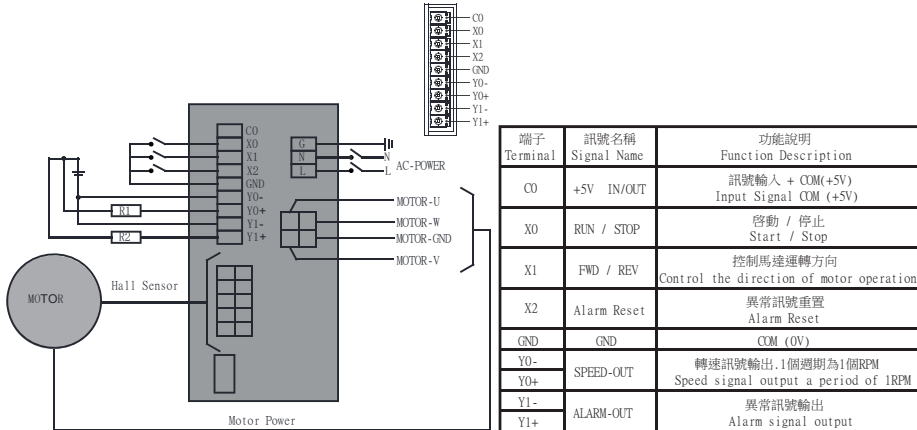 C0
X0
X1
X2
GND
Y0-
Y0+
Y1-
Y1+
C0
X0
X1
X2
GND
Y0-
Y0+
Y1-
Y1+
G
N
L
N
L
AC-POWER
R1
R2
MOTOR-U
MOTOR-W
MOTOR-GND
MOTOR-V
Hall Sensor
MOTOR
Motor Power
端子 訊號名稱 功能說明
Terminal Signal Name Function Description
C0 +5V IN/OUT 訊號輸入 + COM(+5V)
Input Signal COM (+5V)
X0 RUN / STOP 啓動 / 停止
Start / Stop
X1 FWD / REV 控制馬達運轉方向
Control the direction of motor operation
X2 Alarm Reset 異常訊號重置
Alarm Reset
GND GND COM (0V)
Y0- SPEED-OUT 轉速訊號輸出.1個週期為1個RPM
Y0+ Speed signal output a period of 1RPM
Y1- ALARM-OUT 異常訊號輸出
Y1+ Alarm signal output